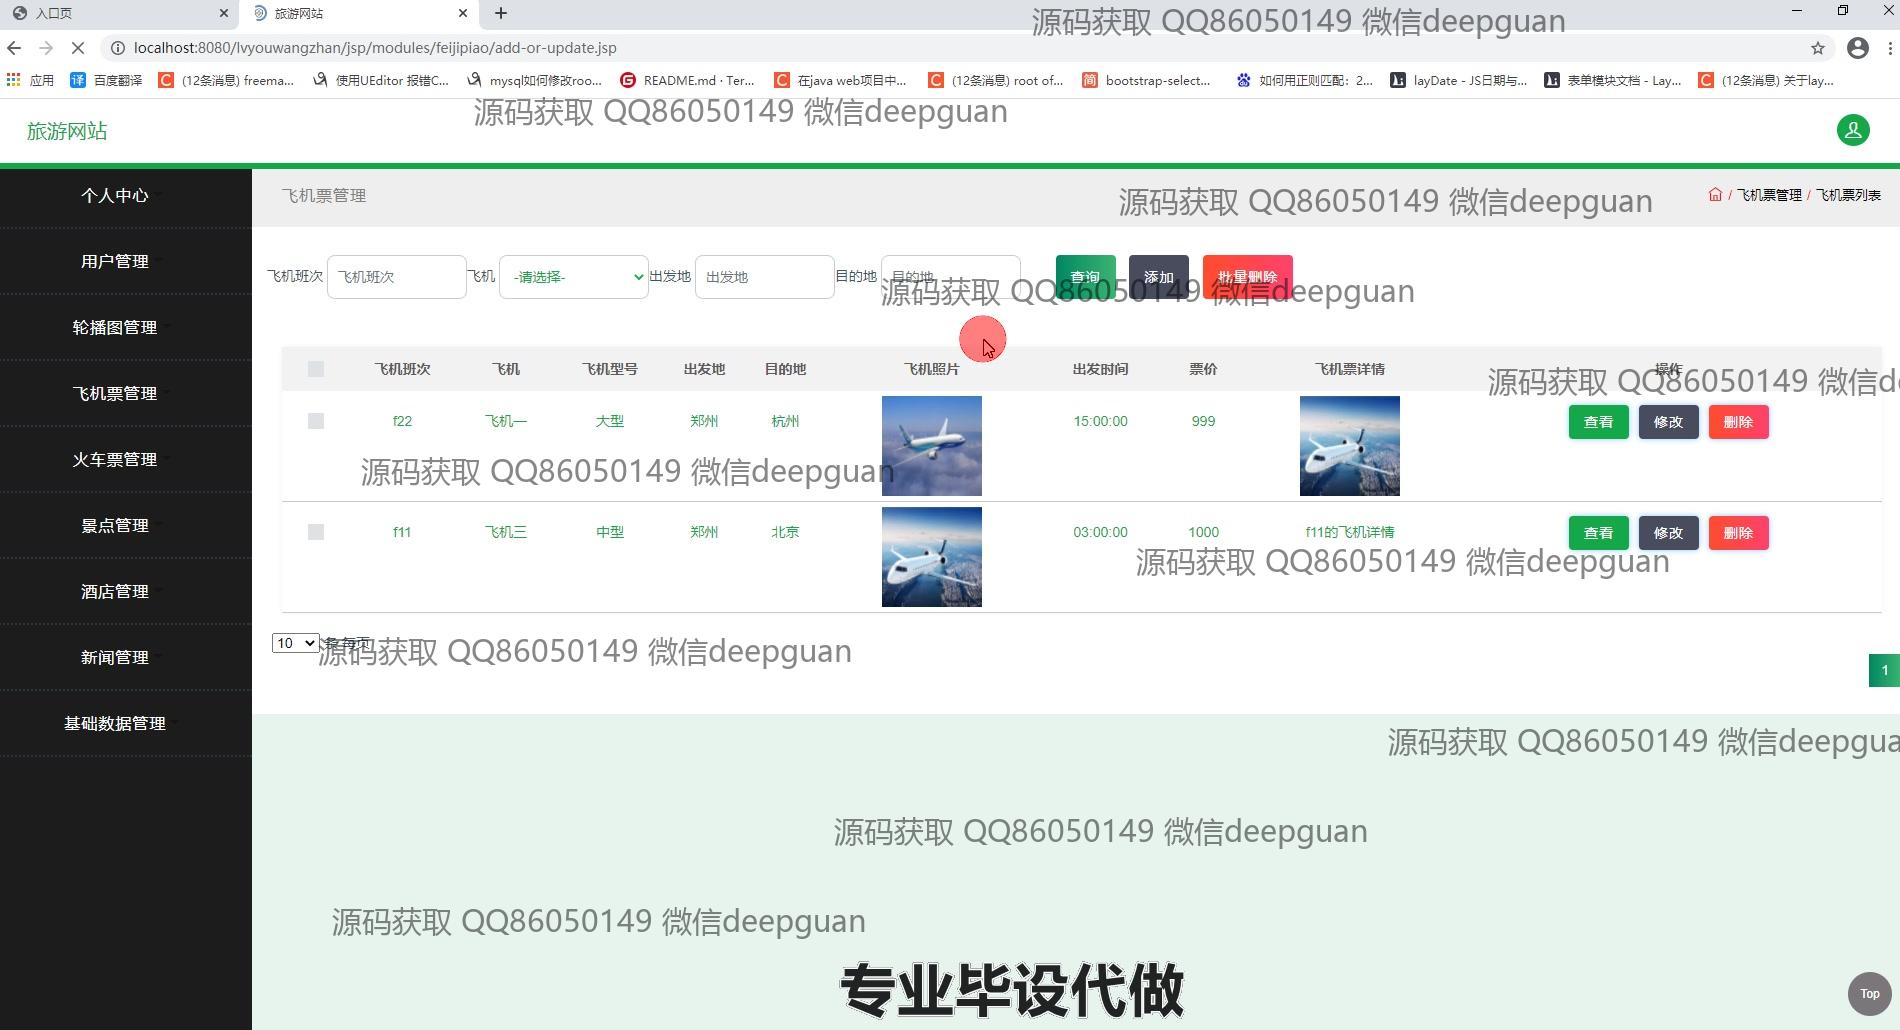 入口页
旅游网站
源码获取 QQ86050149 微信deepguan
localhost:8080/lvyouwangzhan/jsp/modules/feijipiao/add-or-update.jsp
应用 百度翻译 (12条消息) freema... 使用UEditor 报错C... mysql如何修改roo... README.md · Ter... 在java web项目中... (12条消息) root of... bootstrap-select... 如何用正则匹配：2... layDate - JS日期与... 表单模块文档 - Lay... (12条消息) 关于lay...
源码获取 QQ86050149 微信deepguan
旅游网站
个人中心
用户管理
轮播图管理
飞机票管理
火车票管理
景点管理
酒店管理
新闻管理
基础数据管理
飞机票管理
源码获取 QQ86050149 微信deepguan
/ 飞机票管理 / 飞机票列表
飞机班次 飞机班次 飞机 -请选择- 出发地 出发地 目的地 目的地 查询 添加 批量删除
源码获取 QQ86050149 微信deepguan
飞机班次 飞机 飞机型号 出发地 目的地 飞机照片 出发时间 票价 飞机票详情 操作
源码获取 QQ86050149 微信d
f22 飞机一 大型 郑州 杭州 15:00:00 999 查看 修改 删除
源码获取 QQ86050149 微信deepguan
f11 飞机三 中型 郑州 北京 03:00:00 1000 f11的飞机详情 查看 修改 删除
源码获取 QQ86050149 微信deepguan
10 条 每页
源码获取 QQ86050149 微信deepguan
1
源码获取 QQ86050149 微信deepgua
源码获取 QQ86050149 微信deepguan
源码获取 QQ86050149 微信deepguan
专业毕设代做
Top